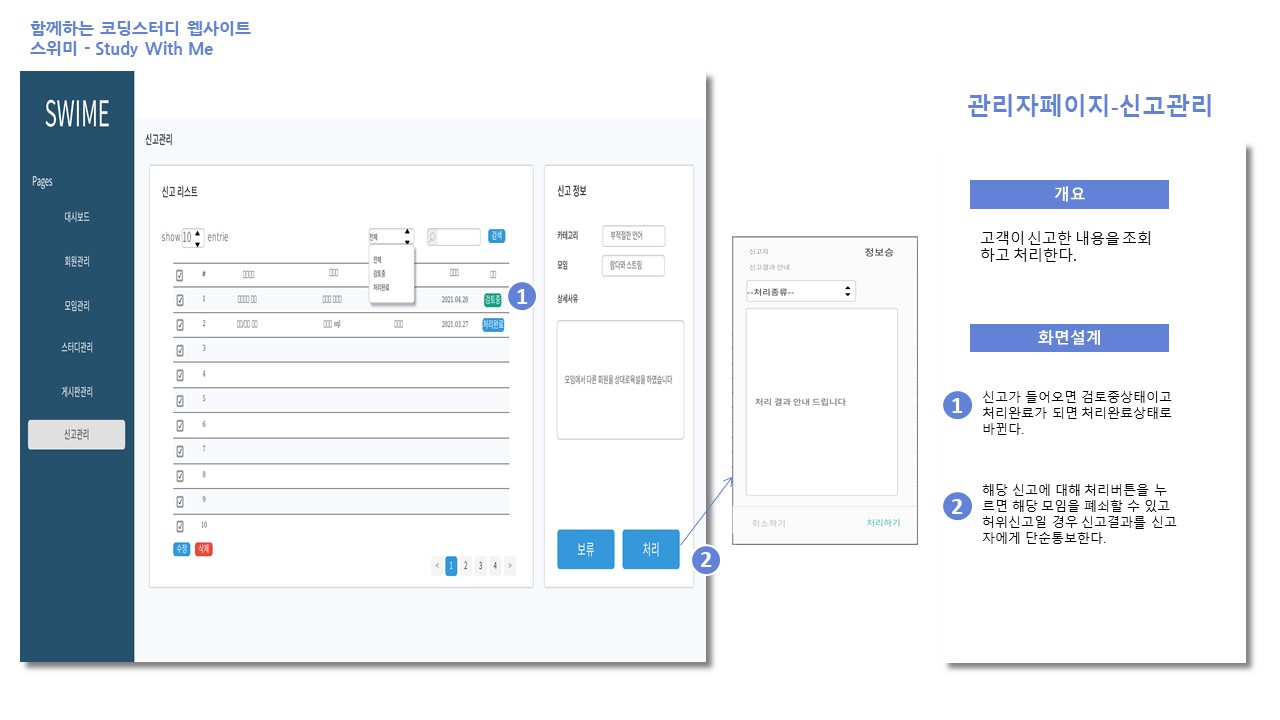 함께하는 코딩스터디 웹사이트
스위미 - Study With Me
SWIME
Pages
대시보드
회원관리
모임관리
스터디관리
게시판관리
신고관리
신고관리
신고 리스트
show 10 entrie
전체
검색
전체
검토중
처리완료
#
1 2021.04.20 검토중
2 sql 2021.03.27 처리완료
3
4
5
6
7
8
9
10
수정 삭제
< 1 2 3 4 >
신고 정보
카테고리 부적절한 언어
모임 람다와 스트림
상세사유
모임에서 다른 회원을 상대로욕설을 하였습니다
보류 처리
1
2
신고자 정보승
신고결과 안내
--처리종류--
처리 결과 안내 드립니다
취소하기 처리하기
관리자페이지-신고관리
개요
고객이 신고한 내용을 조회
하고 처리한다.
화면설계
1 신고가 들어오면 검토중상태이고
처리완료가 되면 처리완료상태로
바뀐다.
2 해당 신고에 대해 처리버튼을 누
르면 해당 모임을 폐쇄할 수 있고
허위신고일 경우 신고결과를 신고
자에게 단순통보한다.